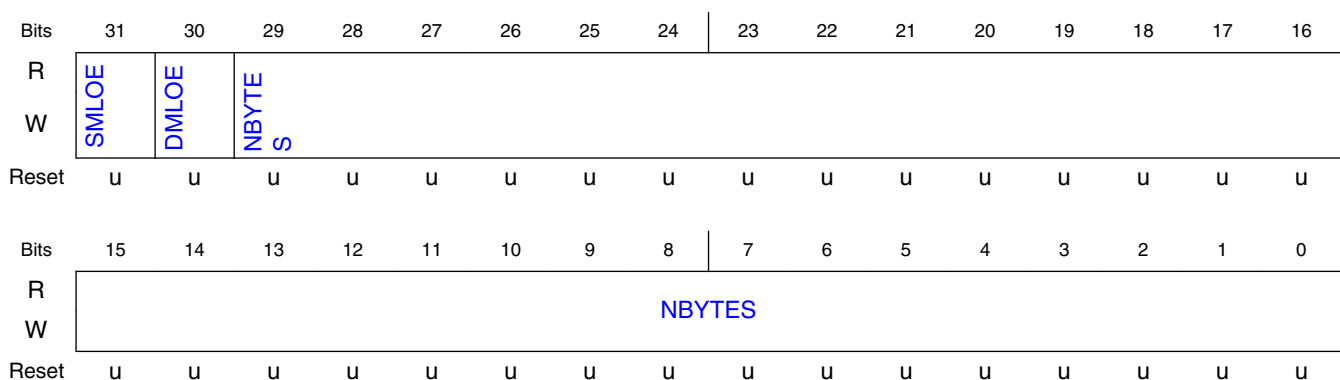 Bits 31 30 29 28 27 26 25 24 23 22 21 20 19 18 17 16
R
W
SMLOE
DMLOE
NBYTE
S
Reset u u u u u u u u u u u u u u u u
Bits 15 14 13 12 11 10 9 8 7 6 5 4 3 2 1 0
R
NBYTES
W
Reset u u u u u u u u u u u u u u u u